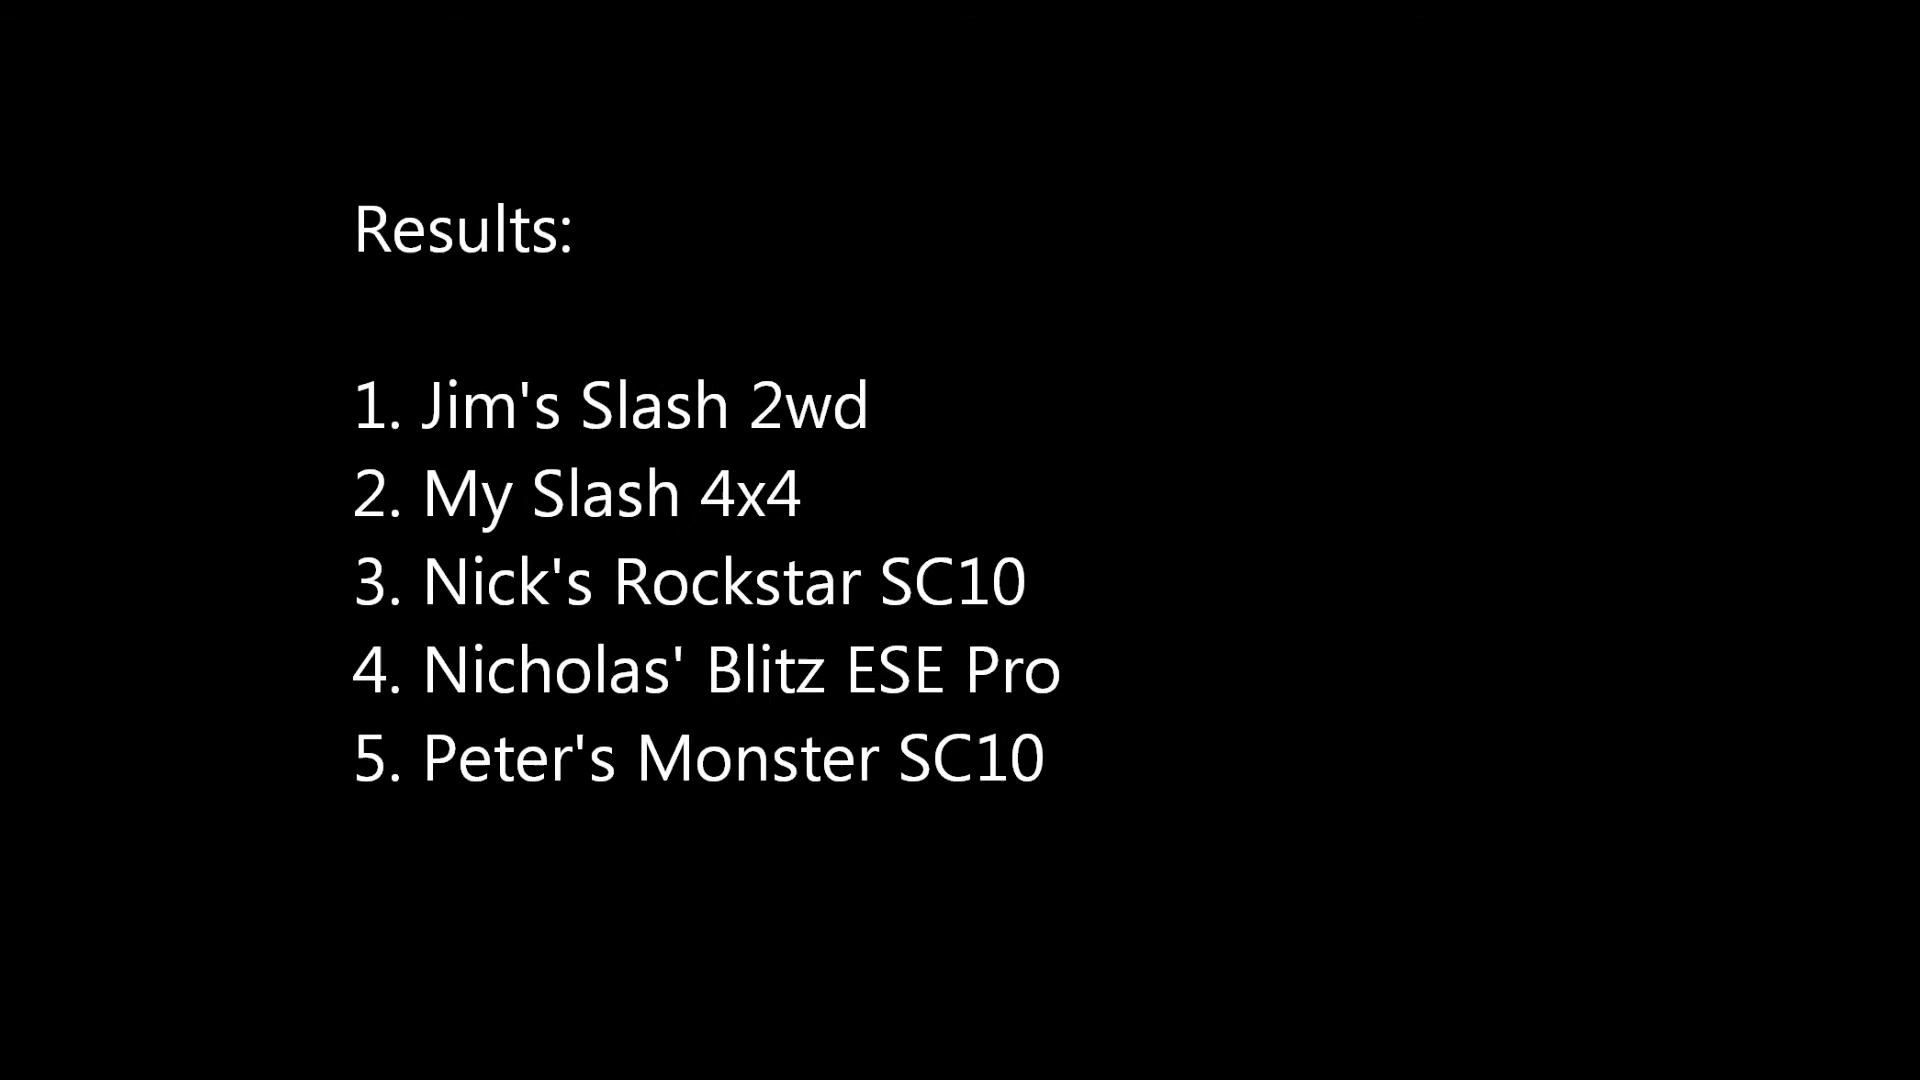 Results:
1. Jim's Slash 2wd
2. My Slash 4x4
3. Nick's Rockstar SC10
4. Nicholas' Blitz ESE Pro
5. Peter's Monster SC10